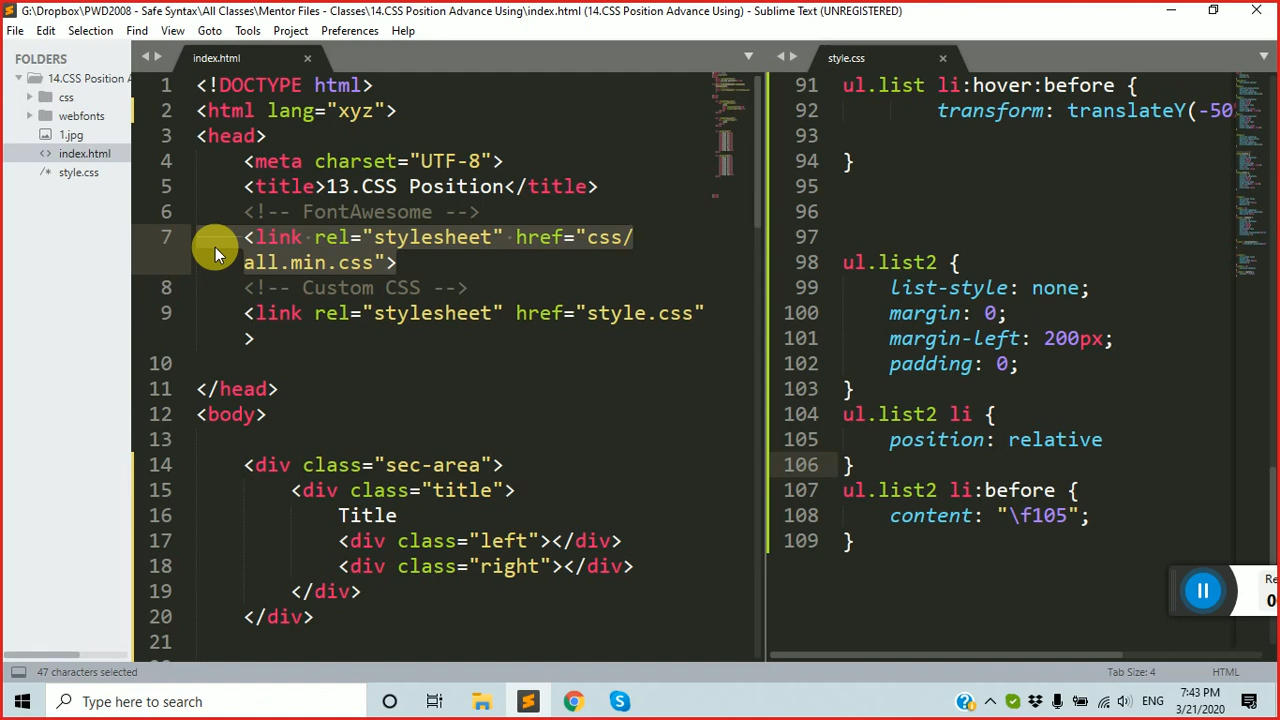 G:\Dropbox\PWD2008 - Safe Syntax\All Classes\Mentor Files - Classes\14.CSS Position Advance Using\index.html (14.CSS Position Advance Using) - Sublime Text (UNREGISTERED)
File Edit Selection Find View Goto Tools Project Preferences Help
FOLDERS
14.CSS Position A
css
webfonts
1.jpg
index.html
style.css
index.html
1 <!DOCTYPE html>
2 <html lang="xyz">
3 <head>
4 <meta charset="UTF-8">
5 <title>13.CSS Position</title>
6 <!-- FontAwesome -->
7 <link rel="stylesheet" href="css/
all.min.css">
8 <!-- Custom CSS -->
9 <link rel="stylesheet" href="style.css"
>
10
11 </head>
12 <body>
13
14 <div class="sec-area">
15 <div class="title">
16 Title
17 <div class="left"></div>
18 <div class="right"></div>
19 </div>
20 </div>
21
style.css
91 ul.list li:hover:before {
92 transform: translateY(-50
93
94 }
95
96
97
98 ul.list2 {
99 list-style: none;
100 margin: 0;
101 margin-left: 200px;
102 padding: 0;
103 }
104 ul.list2 li {
105 position: relative
106 }
107 ul.list2 li:before {
108 content: "\f105";
109 }
Re
47 characters selected
Tab Size: 4
HTML
Type here to search
ENG
7:43 PM
3/21/2020